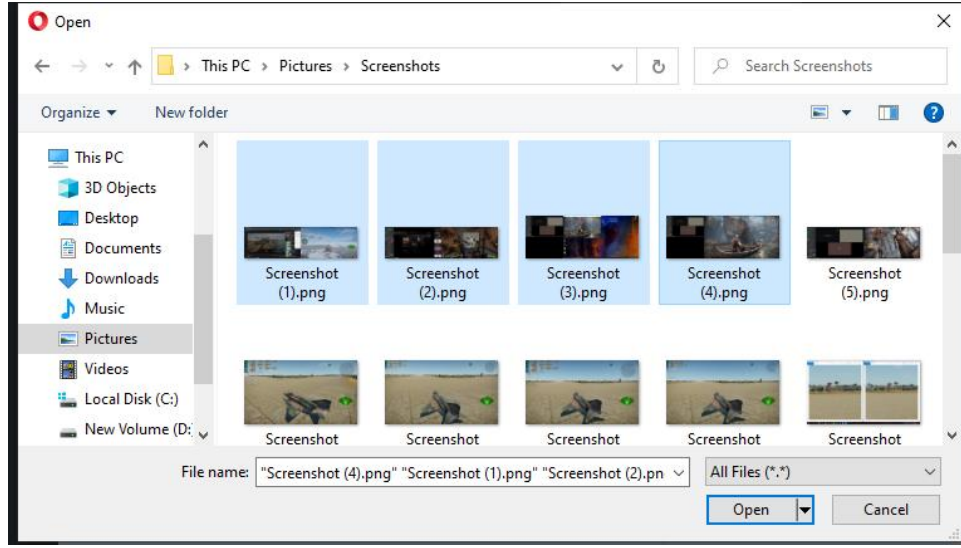 Open
This PC > Pictures > Screenshots
Search Screenshots
Organize
New folder
This PC
3D Objects
Desktop
Documents
Downloads
Music
Pictures
Videos
Local Disk (C:)
New Volume (D:
Screenshot
(1).png
Screenshot
(2).png
Screenshot
(3).png
Screenshot
(4).png
Screenshot
(5).png
Screenshot
Screenshot
Screenshot
Screenshot
Screenshot
File name: "Screenshot (4).png" "Screenshot (1).png" "Screenshot (2).pn
All Files (*.*)
Open
Cancel